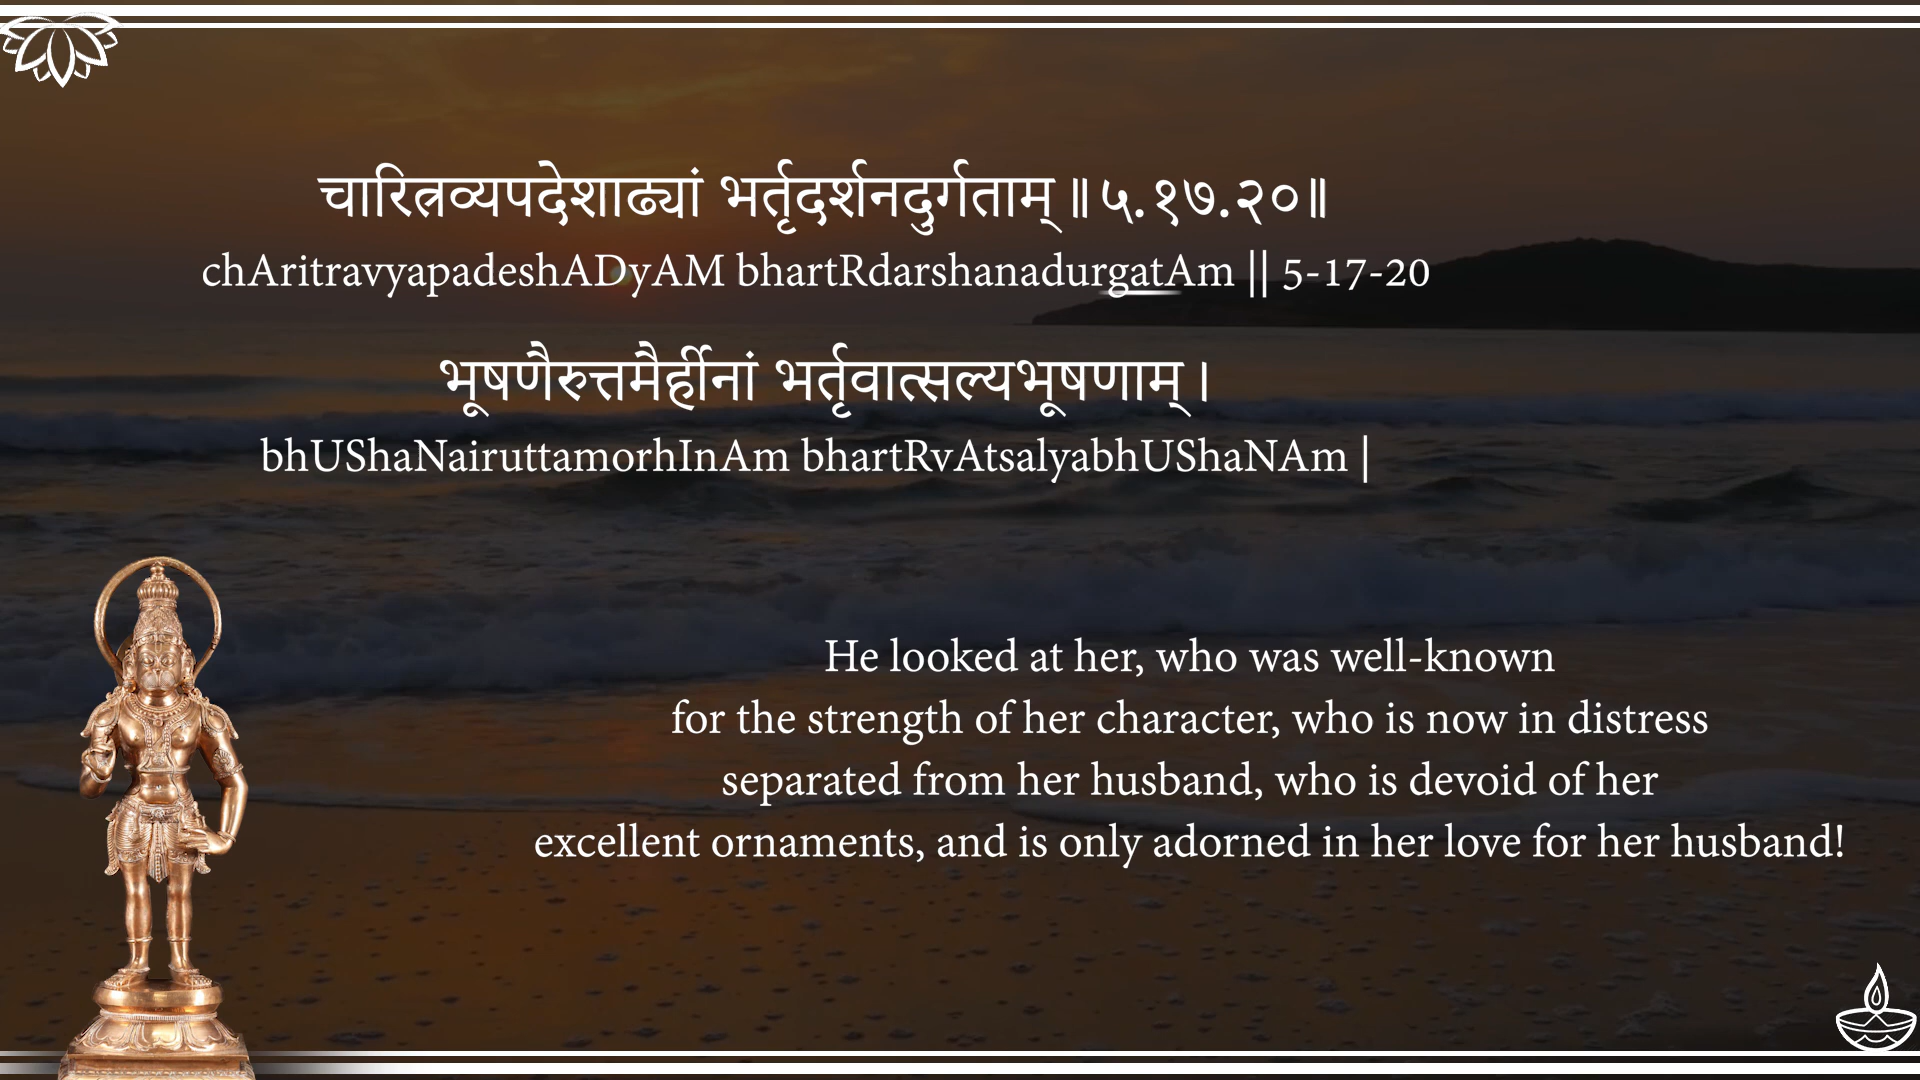 चारित्रव्यपदेशाढ्यां भर्तृदर्शनदुर्गताम् ॥ ५.१७.२० ॥
chAritravyapadeshADyAM bhartRdarshanadurgatAm || 5-17-20
भूषणैरुत्तमैर्हीनां भर्तृवात्सल्यभूषणाम् ।
bhUShaNairuttamorhInAm bhartRvAtsalyabhUShaNAm |
He looked at her, who was well-known
for the strength of her character, who is now in distress
separated from her husband, who is devoid of her
excellent ornaments, and is only adorned in her love for her husband!